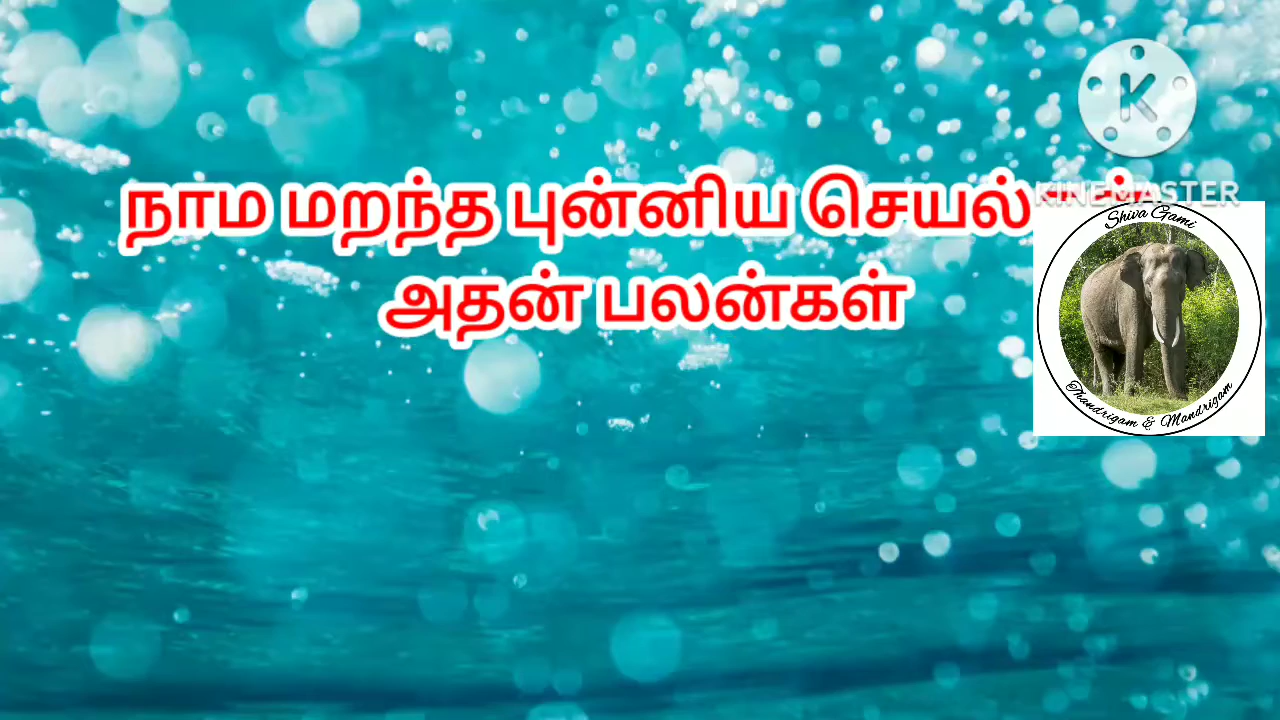 நாம மறந்த புன்னிய செயல்
அதன் பலன்கள்
K
KINEMASTER
Shiva Gami
Thandrigam & Mandrigam